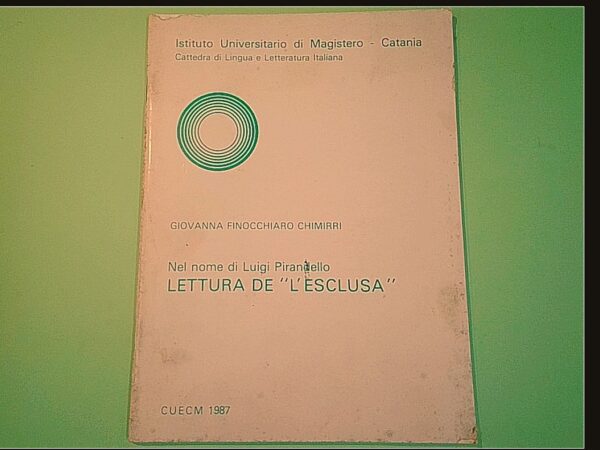 Istituto Universitario di Magistero - Catania
Cattedra di Lingua e Letteratura Italiana
GIOVANNA FINOCCHIARO CHIMIRRI
Nel nome di Luigi Pirandello
LETTURA DE "L'ESCLUSA"
CUECM 1987